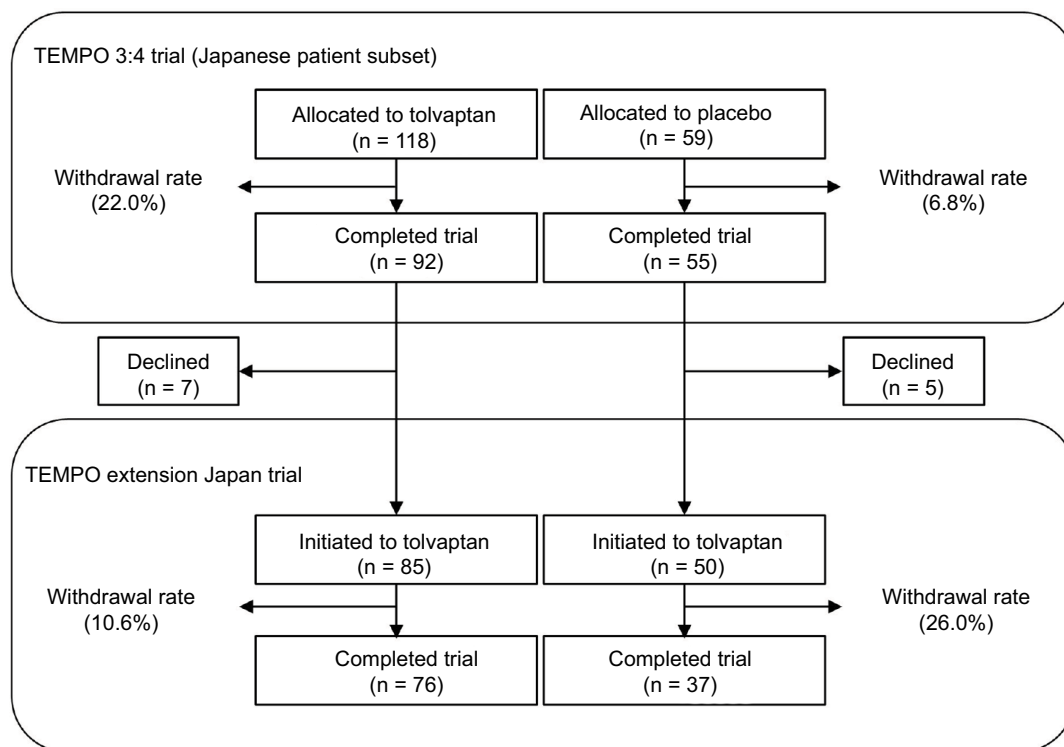 TEMPO 3:4 trial (Japanese patient subset)
Allocated to tolvaptan
(n = 118)
Allocated to placebo
(n = 59)
Withdrawal rate
(22.0%)
Withdrawal rate
(6.8%)
Completed trial
(n = 92)
Completed trial
(n = 55)
Declined
(n = 7)
Declined
(n = 5)
TEMPO extension Japan trial
Initiated to tolvaptan
(n = 85)
Initiated to tolvaptan
(n = 50)
Withdrawal rate
(10.6%)
Withdrawal rate
(26.0%)
Completed trial
(n = 76)
Completed trial
(n = 37)